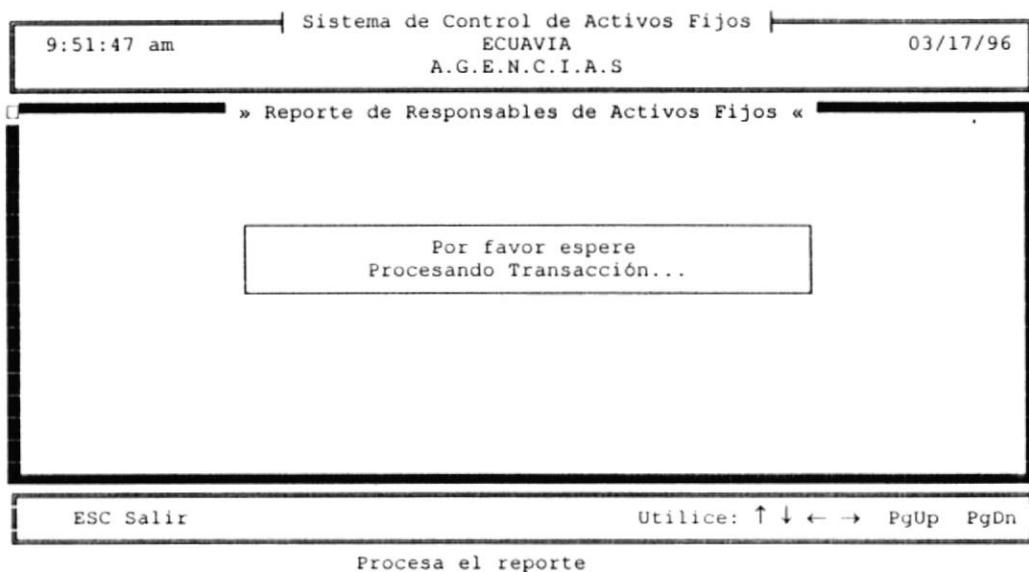 Sistema de Control de Activos Fijos
9:51:47 am ECUAVIA 03/17/96
A.G.E.N.C.I.A.S
» Reporte de Responsables de Activos Fijos «
Por favor espere
Procesando Transacción...
ESC Salir Utilice: ↑ ↓ ← → PgUp PgDn
Procesa el reporte